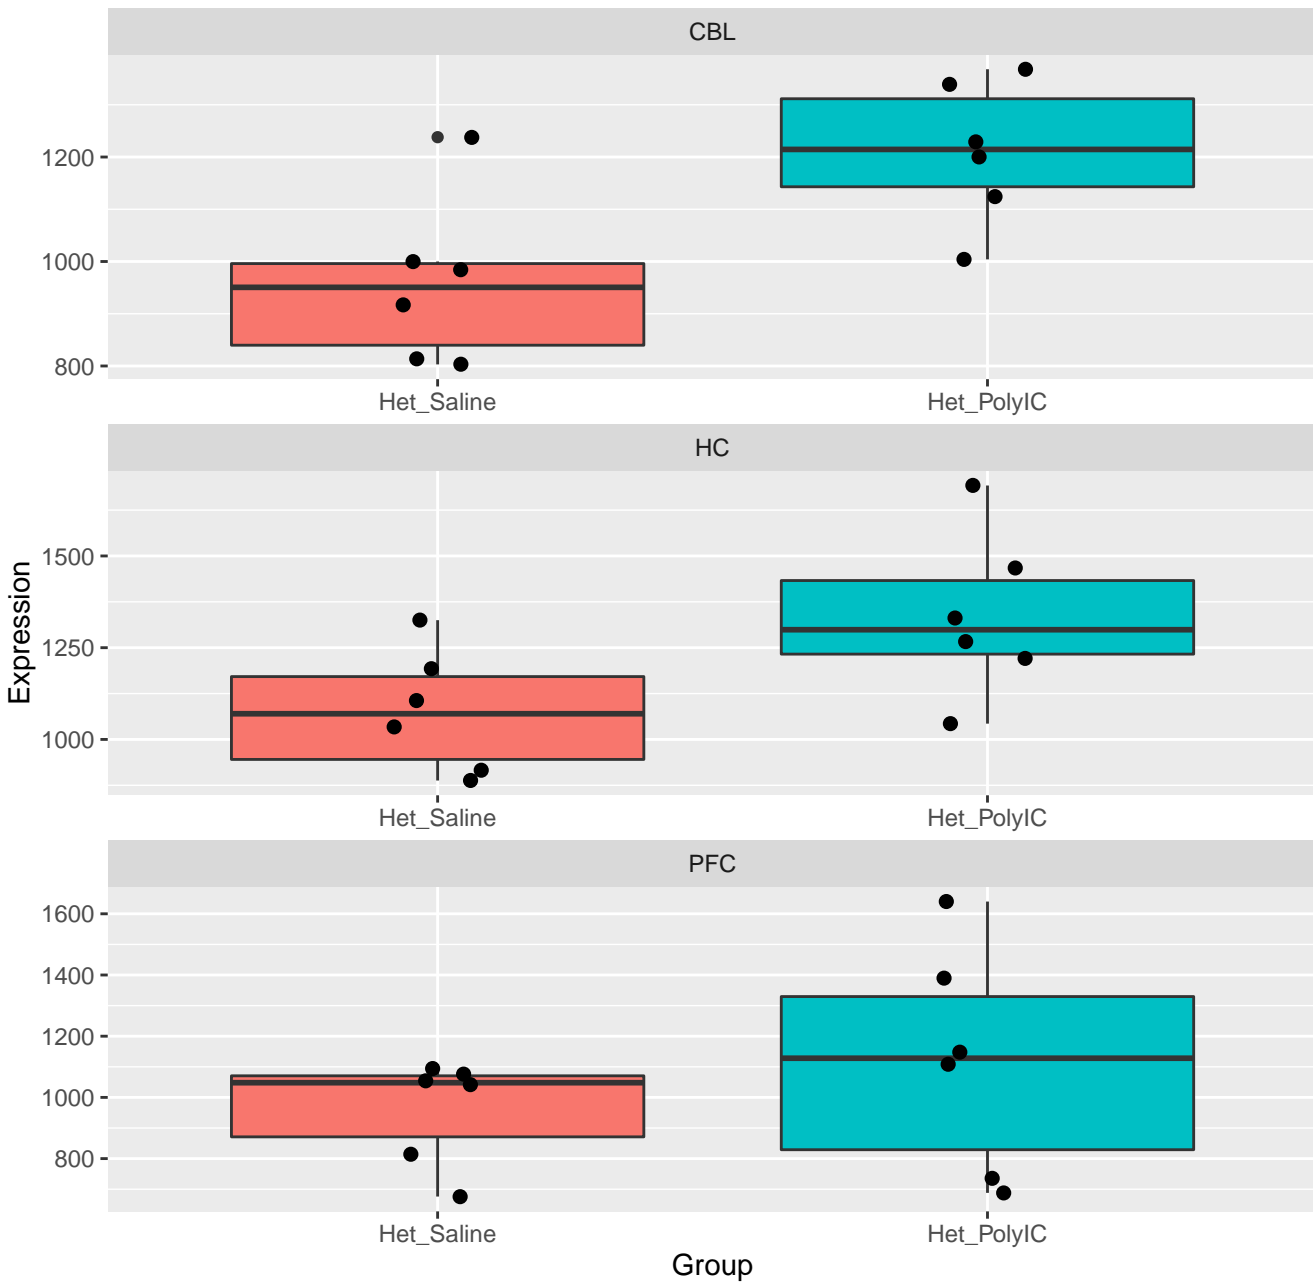 CBL
1200
1000
800
Het_Saline Het_PolyIC
HC
Expression
1500
1250
1000
Het_Saline Het_PolyIC
PFC
1600
1400
1200
1000
800
Het_Saline Het_PolyIC
Group